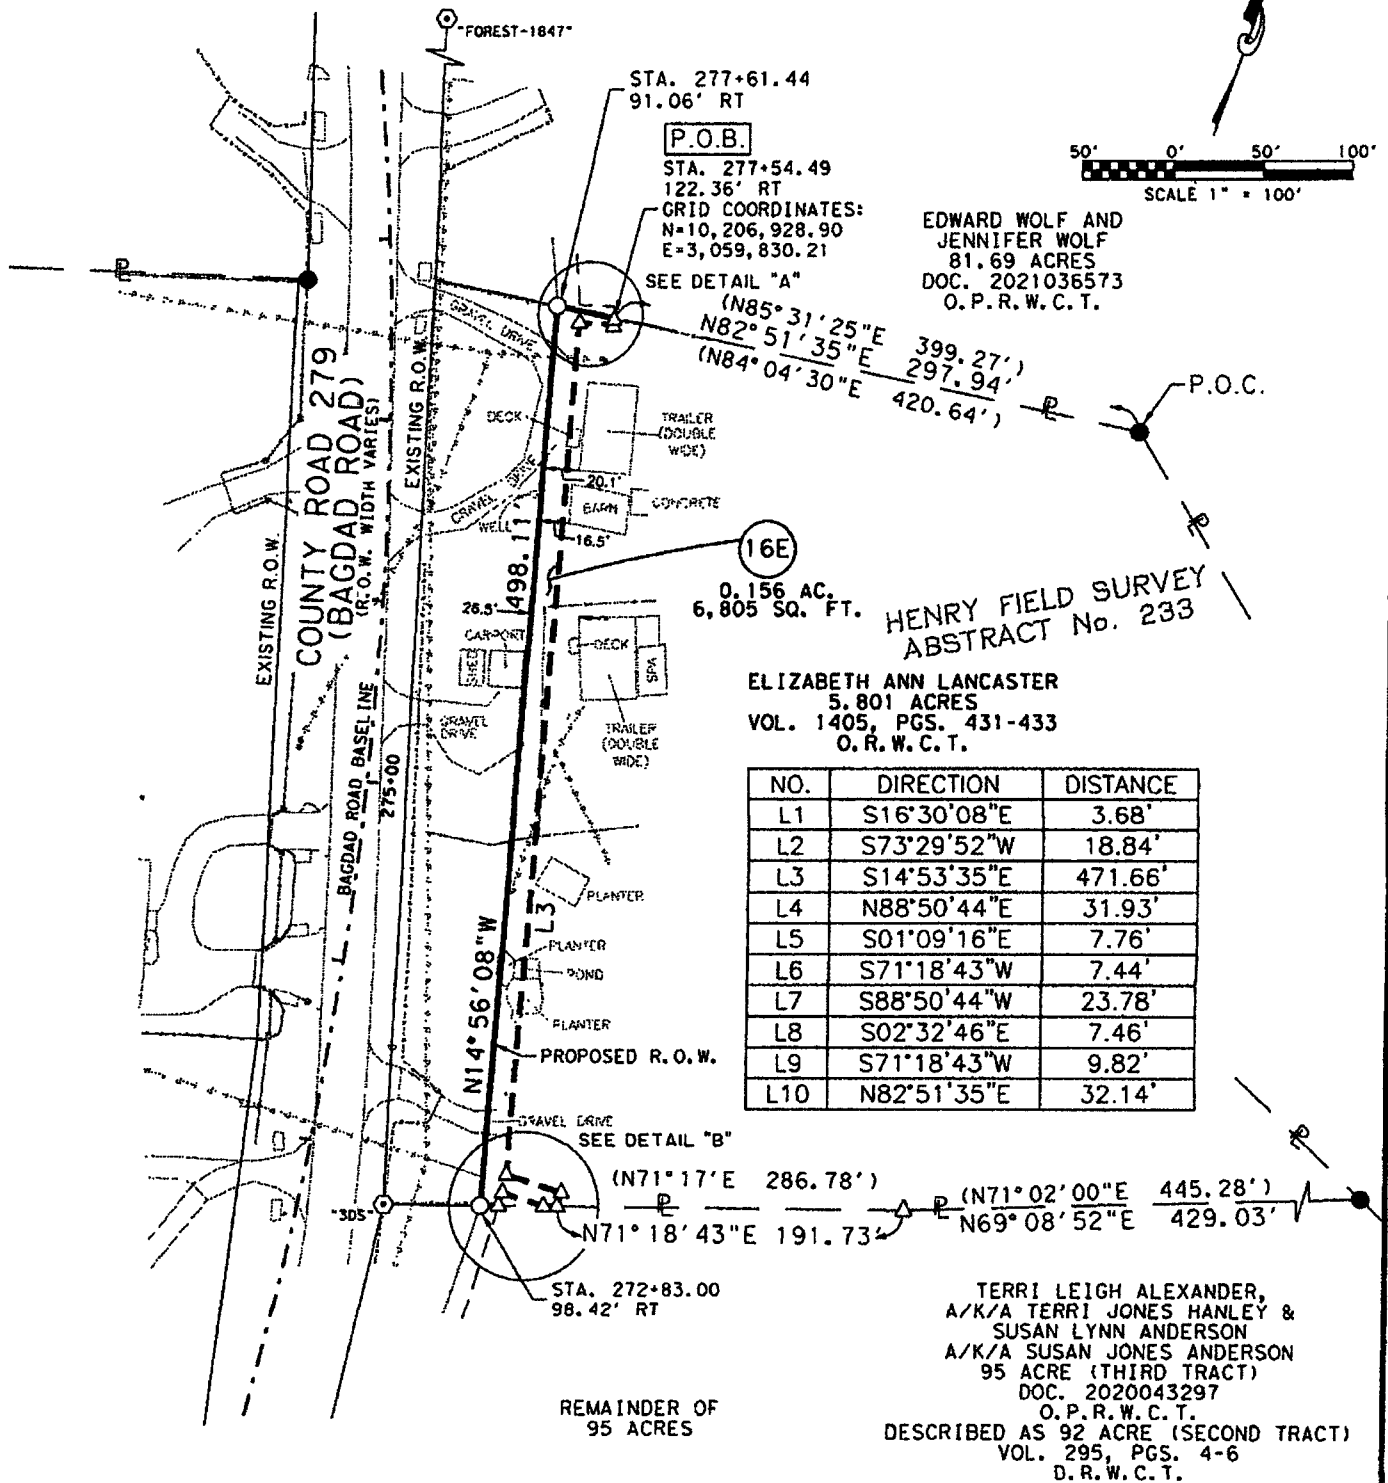 "FOREST-1847"
STA. 277+61.44
91.06' RT
P.O.B.
STA. 277+54.49
122.36' RT
GRID COORDINATES:
N=10,206,928.90
E=3,059,830.21
SEE DETAIL "A"
50' 0' 50' 100'
SCALE 1" = 100'
EDWARD WOLF AND
JENNIFER WOLF
81.69 ACRES
DOC. 2021036573
O.P.R.W.C.T.
(N85°31'25"E 399.27')
N82°51'35"E 297.94'
(N84°04'30"E 420.64')
P.O.C.
GRAVEL DRIVE
EXISTING R.O.W.
COUNTY ROAD 279
(BAGDAD ROAD)
(R.O.W. WIDTH VARIES)
EXISTING R.O.W.
DECK
TRAILER
(DOUBLE
WIDE)
20.1'
GRAVEL DRIVE
WELL
BARN
CONCRETE
16.5'
498.11'
16E
0.156 AC.
6,805 SQ. FT.
HENRY FIELD SURVEY
ABSTRACT No. 233
26.5'
CARPORT
SHED
DECK
SPA
TRAILER
(DOUBLE
WIDE)
GRAVEL
DRIVE
BAGDAD ROAD BASELINE
275+00
ELIZABETH ANN LANCASTER
5.801 ACRES
VOL. 1405, PGS. 431-433
O.R.W.C.T.
NO. DIRECTION DISTANCE
L1 S16°30'08"E 3.68'
L2 S73°29'52"W 18.84'
L3 S14°53'35"E 471.66'
L4 N88°50'44"E 31.93'
L5 S01°09'16"E 7.76'
L6 S71°18'43"W 7.44'
L7 S88°50'44"W 23.78'
L8 S02°32'46"E 7.46'
L9 S71°18'43"W 9.82'
L10 N82°51'35"E 32.14'
PLANTER
L3
PLANTER
POND
PLANTER
N14°56'08"W
PROPOSED R.O.W.
GRAVEL DRIVE
SEE DETAIL "B"
"3DS"
(N71°17'E 286.78')
N71°18'43"E 191.73'
(N71°02'00"E 445.28')
N69°08'52"E 429.03'
STA. 272+83.00
98.42' RT
REMAINDER OF
95 ACRES
TERRI LEIGH ALEXANDER,
A/K/A TERRI JONES HANLEY &
SUSAN LYNN ANDERSON
A/K/A SUSAN JONES ANDERSON
95 ACRE (THIRD TRACT)
DOC. 2020043297
O.P.R.W.C.T.
DESCRIBED AS 92 ACRE (SECOND TRACT)
VOL. 295, PGS. 4-6
D.R.W.C.T.